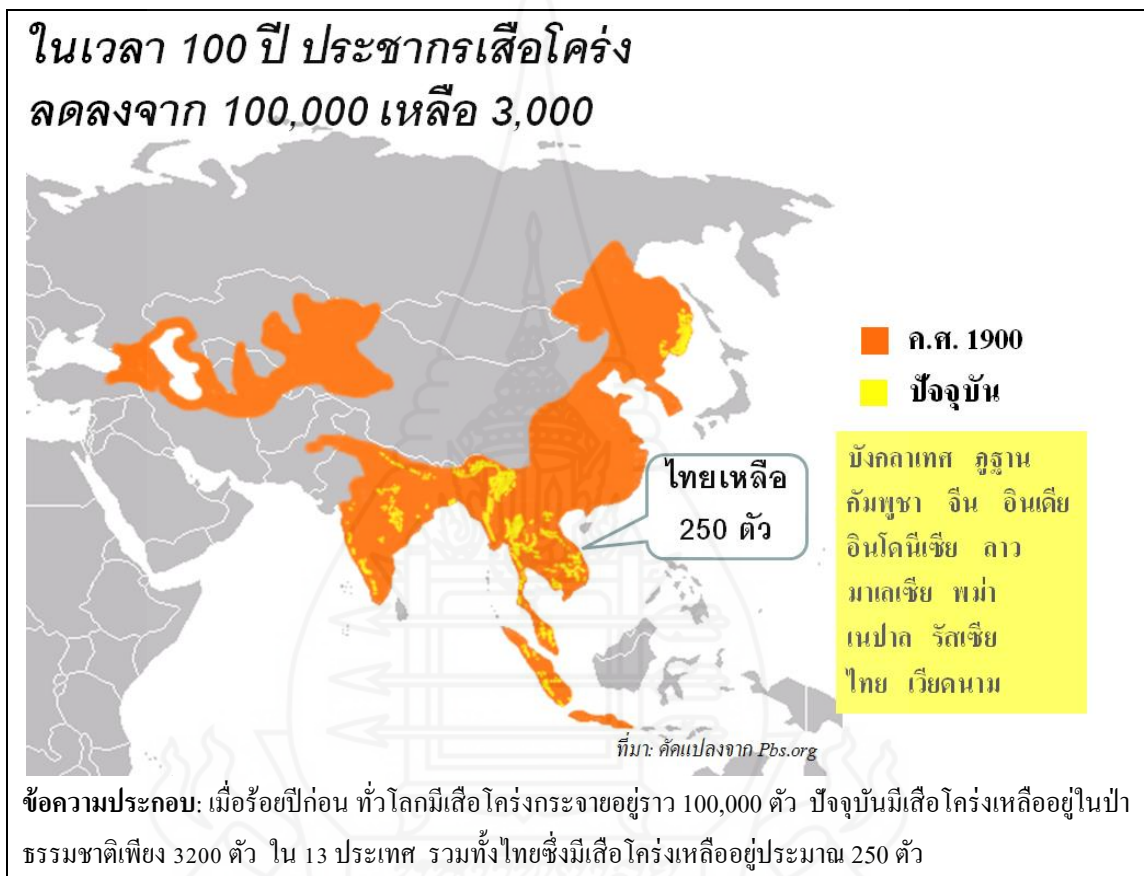 ในเวลา 100 ปี ประชากรเสือโคร่ง
ลดลงจาก 100,000 เหลือ 3,000
ค.ศ. 1900
ปัจจุบัน
บังคลาเทศ ภูฐาน
คัมพูชา จีน อินเดีย
อินโดนีเซีย ลาว
มาเลเซีย พม่า
เนปาล รัสเซีย
ไทย เวียดนาม
ไทยเหลือ
250 ตัว
ที่มา: ดัดแปลงจาก Pbs.org
ข้อความประกอบ: เมื่อร้อยปีก่อน ทั่วโลกมีเสือโคร่งกระจายอยู่ราว 100,000 ตัว ปัจจุบันมีเสือโคร่งเหลืออยู่ในป่า
ธรรมชาติเพียง 3200 ตัว ใน 13 ประเทศ รวมทั้งไทยซึ่งมีเสือโคร่งเหลืออยู่ประมาณ 250 ตัว